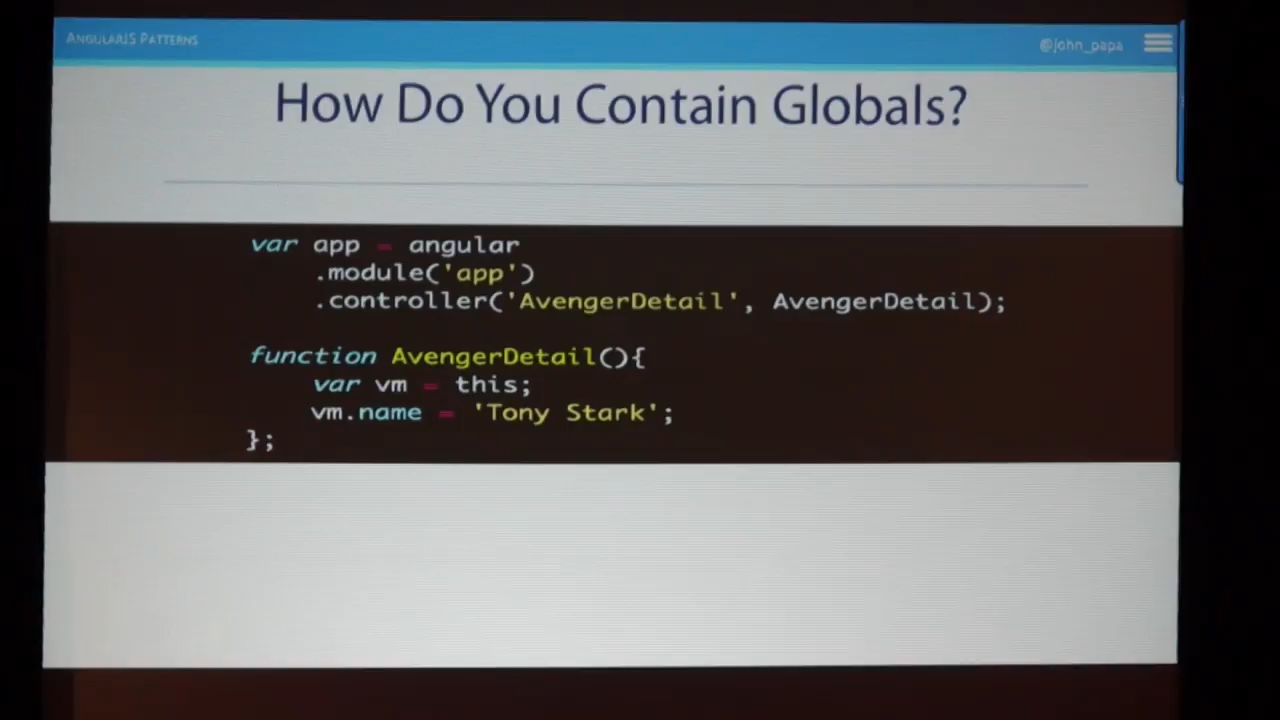 ANGULARJS PATTERNS
@john_papa
How Do You Contain Globals?
var app = angular
.module('app')
.controller('AvengerDetail', AvengerDetail);
function AvengerDetail(){
var vm = this;
vm.name = 'Tony Stark';
};